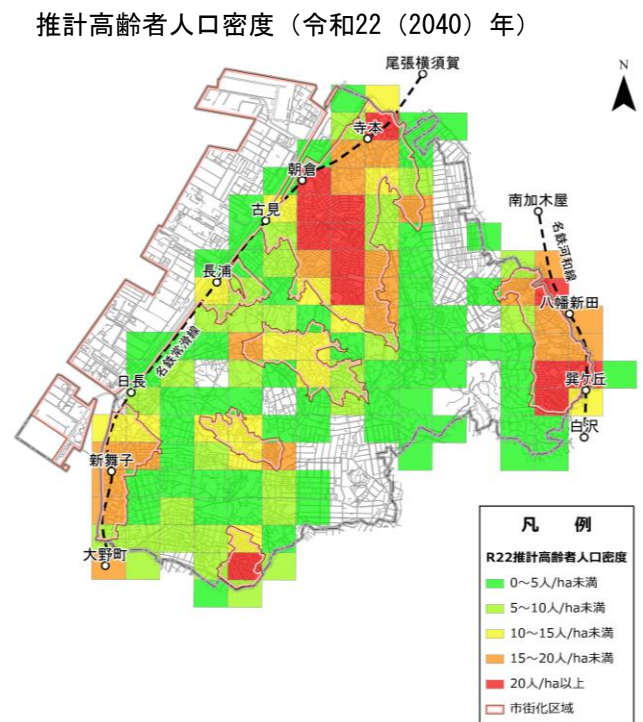 推計高齢者人口密度（令和22（2040）年）
尾張横須賀
N
寺本
朝倉
南加木屋
古見
名鉄河和線
長浦
八幡新田
名鉄常滑線
日長
巽ケ丘
白沢
新舞子
大野町
凡 例
R22推計高齢者人口密度
0～5人/ha未満
5～10人/ha未満
10～15人/ha未満
15～20人/ha未満
20人/ha以上
市街化区域